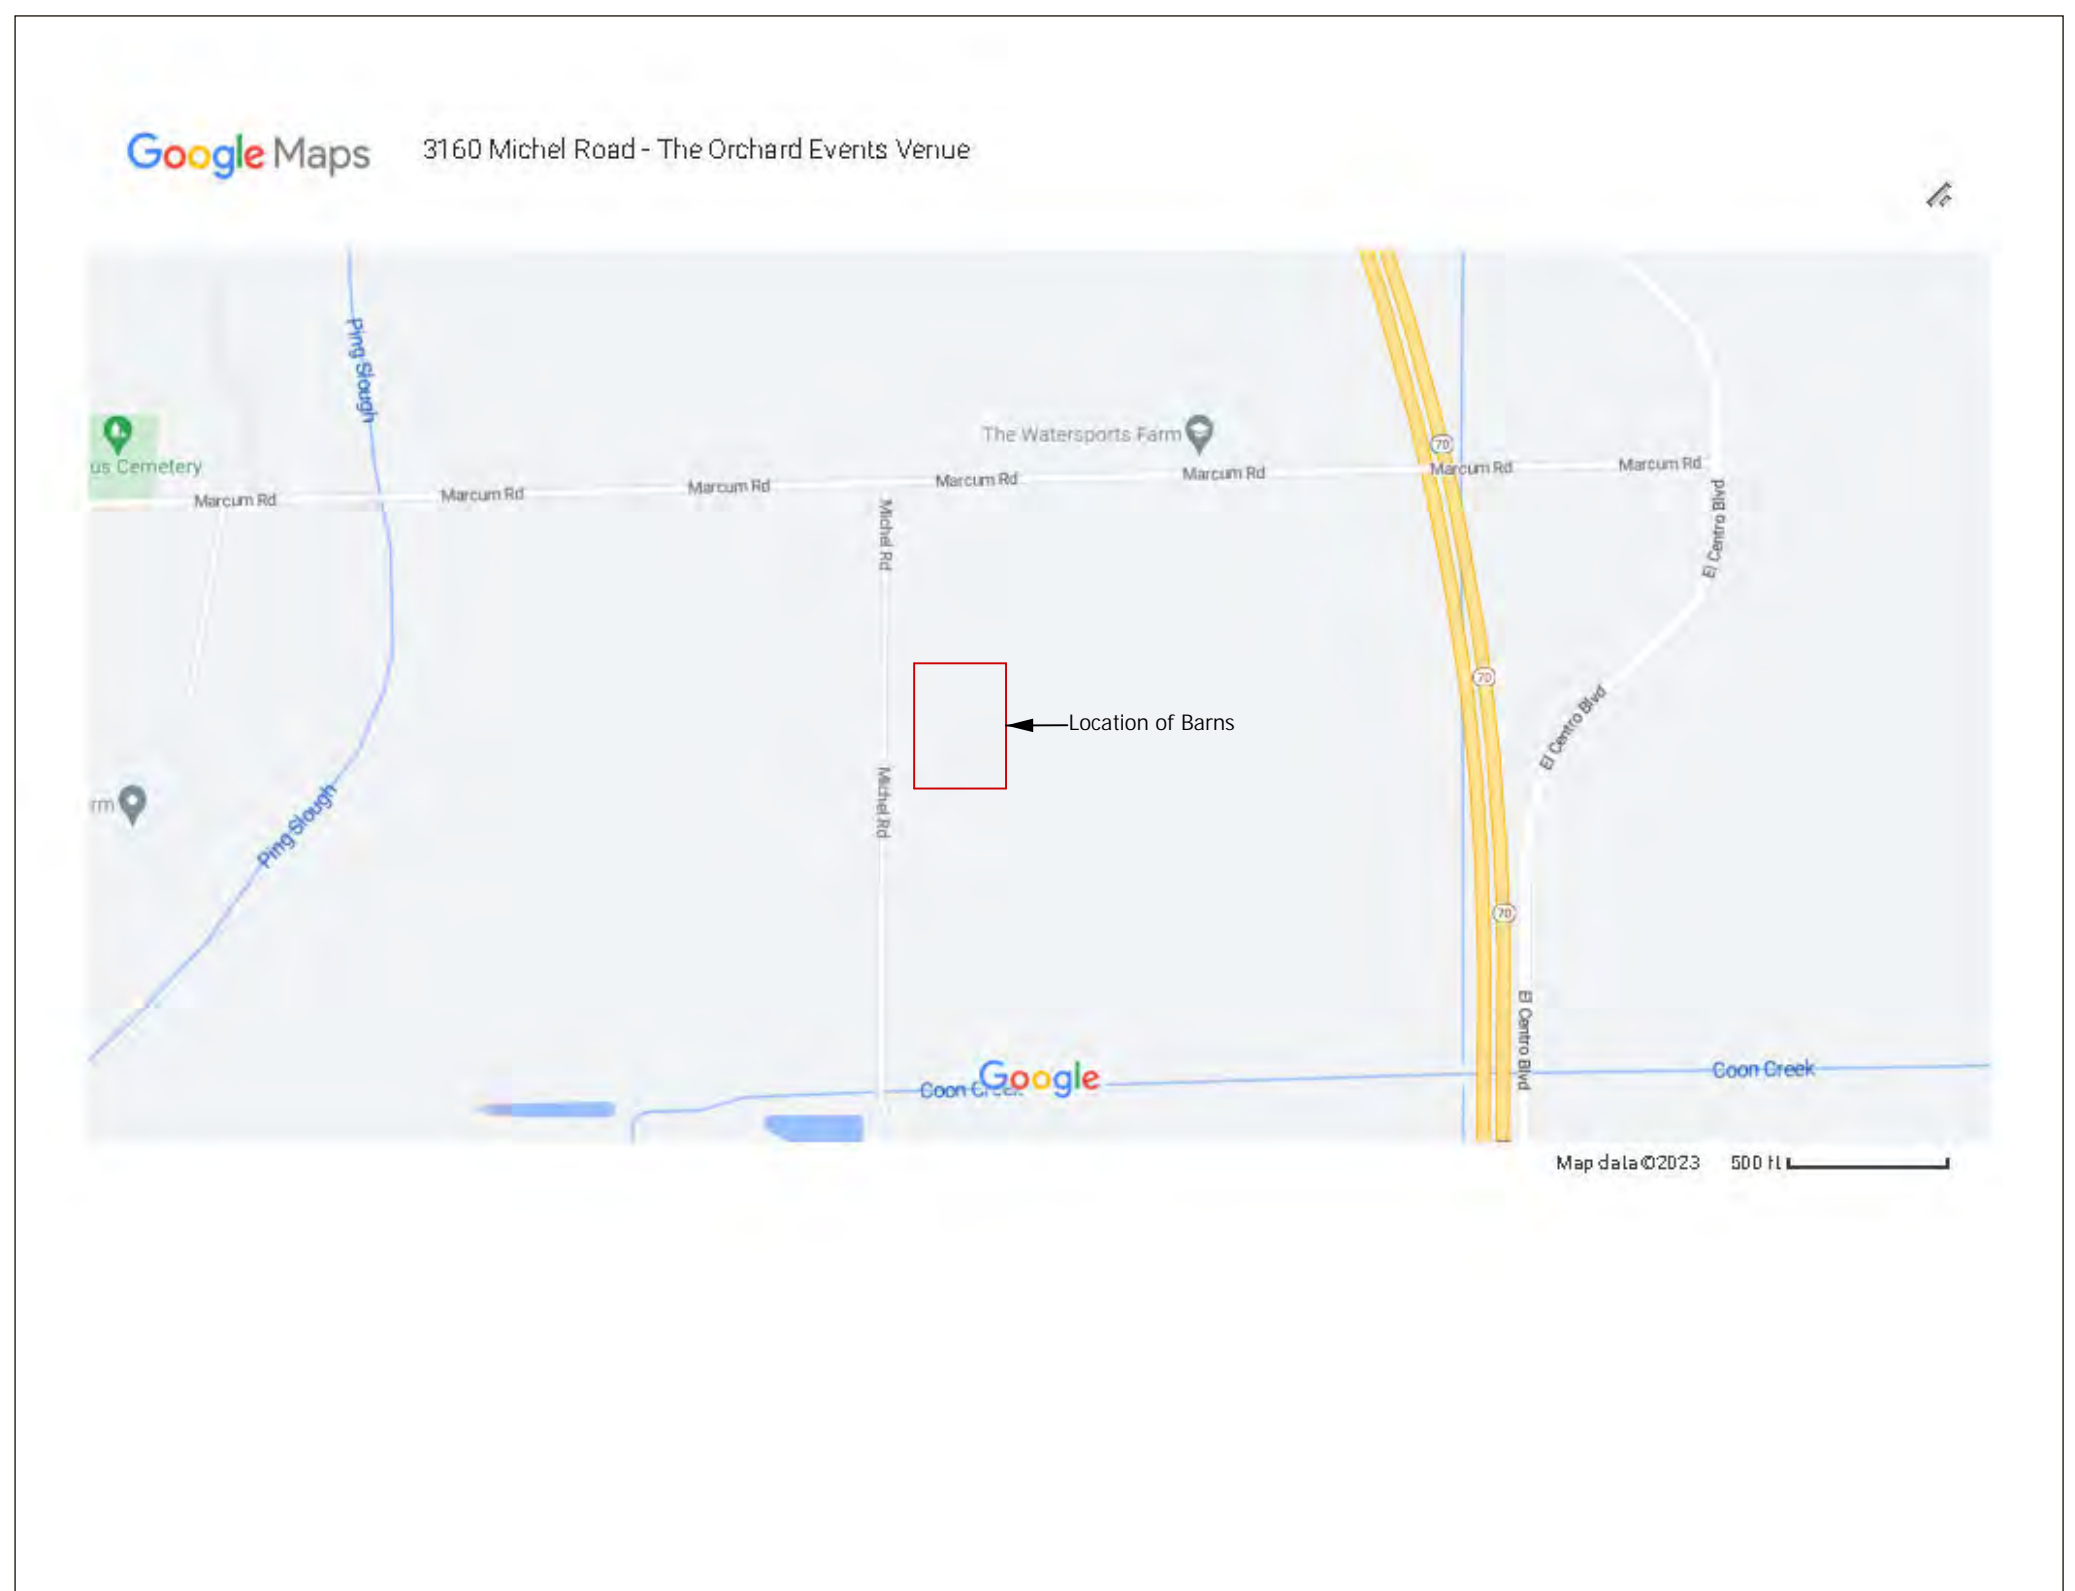 Google Maps
3160 Michel Road - The Orchard Events Venue
Ping Slough
The Watersports Farm
70
us Cemetery
Marcum Rd
Marcum Rd
Marcum Rd
Marcum Rd
Marcum Rd
Marcum Rd
Marcum Rd
El Centro Blvd
Michel Rd
70
Location of Barns
El Centro Blvd
Michel Rd
rm
Ping Slough
70
El Centro Blvd
Coon Creek
Google
Coon Creek
Map data ©2023
500 ft